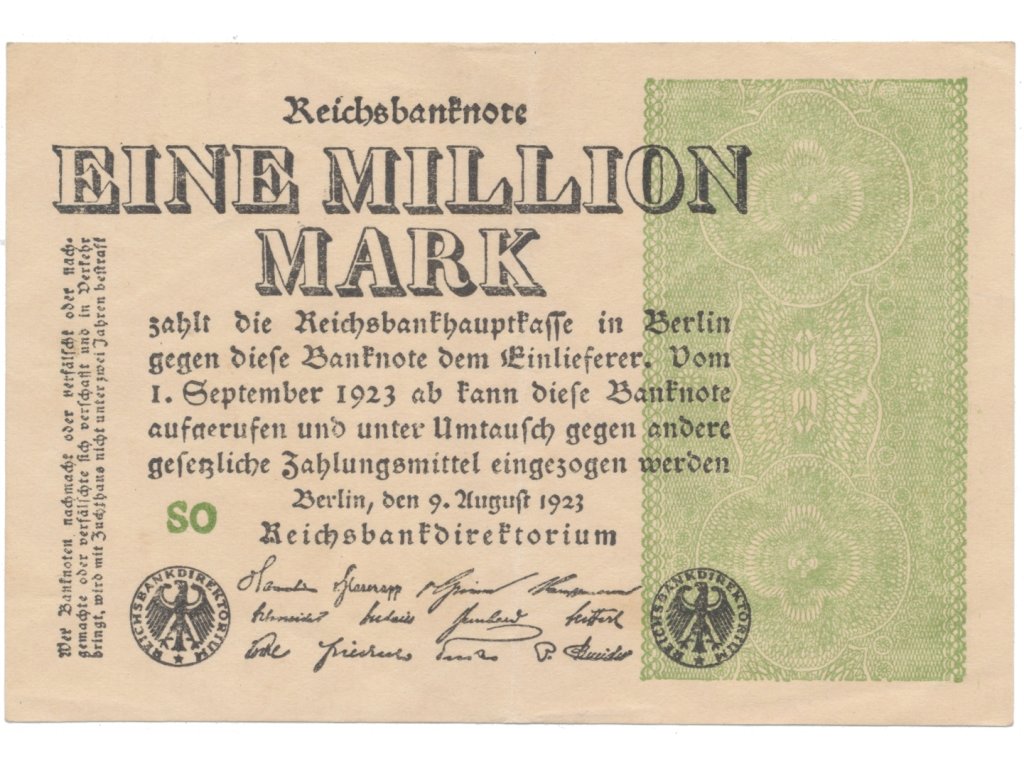 Reichsbanknote
EINE MILLION
MARK
zahlt die Reichsbankhauptkasse in Berlin
gegen diese Banknote dem Einlieferer. Vom
1. September 1923 ab kann diese Banknote
aufgerufen und unter Umtausch gegen andere
gesetzliche Zahlungsmittel eingezogen werden
Berlin, den 9. August 1923
SO
Reichsbankdirektorium
REICHSBANKDIREKTORIUM
REICHSBANKDIREKTORIUM
Schneider
Friedrich
P. Schneider
Wer Banknoten nachmacht oder verfälscht oder nach-
gemachte oder verfälschte sich verschafft und in Verkehr
bringt, wird mit Zuchthaus nicht unter zwei Jahren bestraft